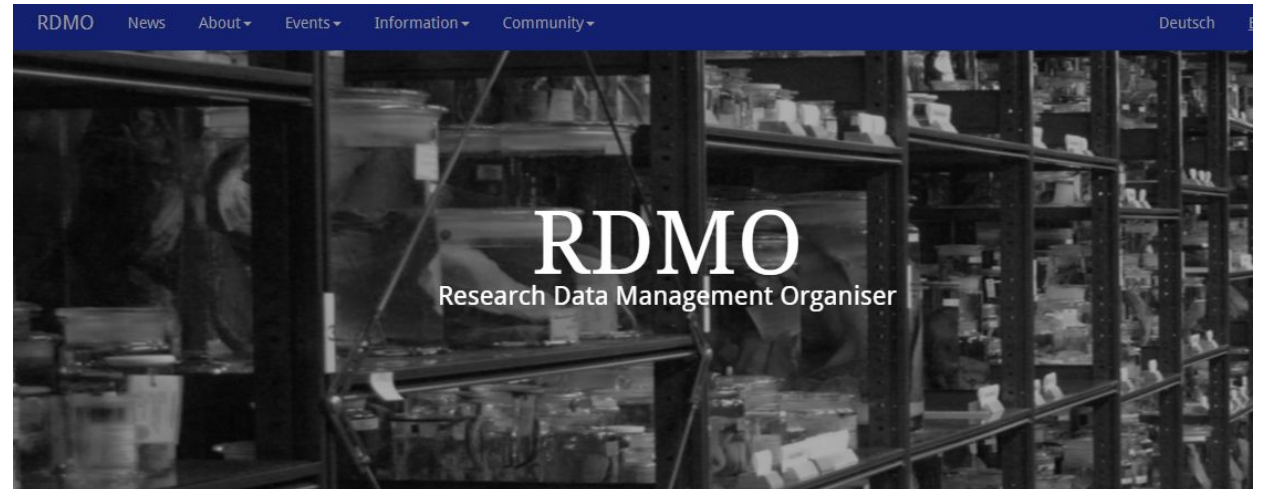 RDMO News About Events Information Community Deutsch
RDMO
Research Data Management Organiser